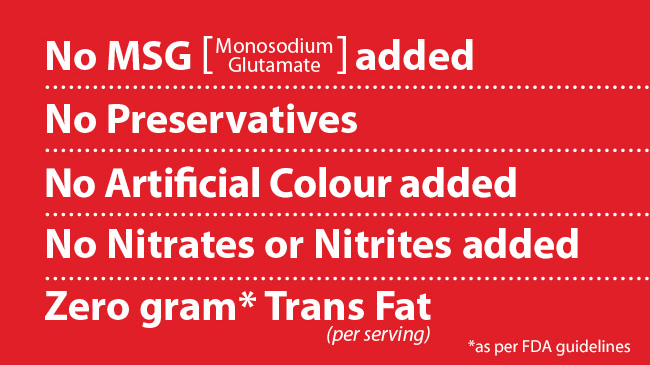 No MSG [Monosodium Glutamate] added
No Preservatives
No Artificial Colour added
No Nitrates or Nitrites added
Zero gram* Trans Fat
(per serving)
*as per FDA guidelines